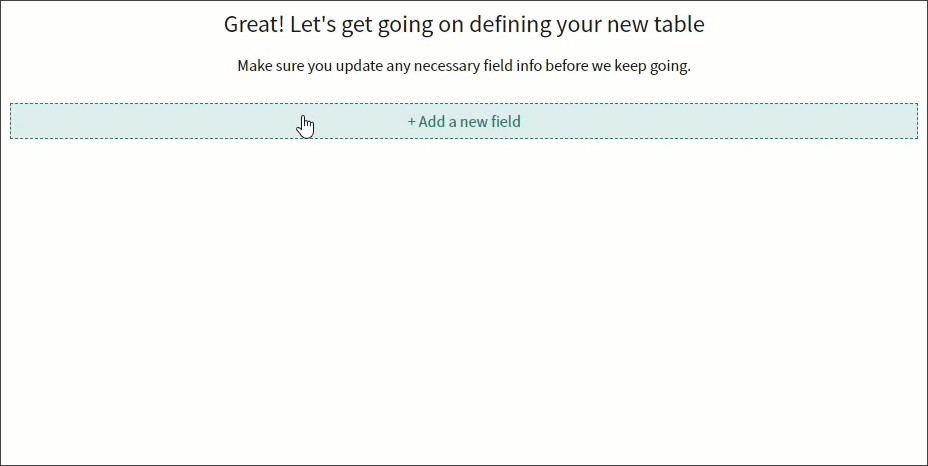 Great! Let's get going on defining your new table
Make sure you update any necessary field info before we keep going.
+ Add a new field